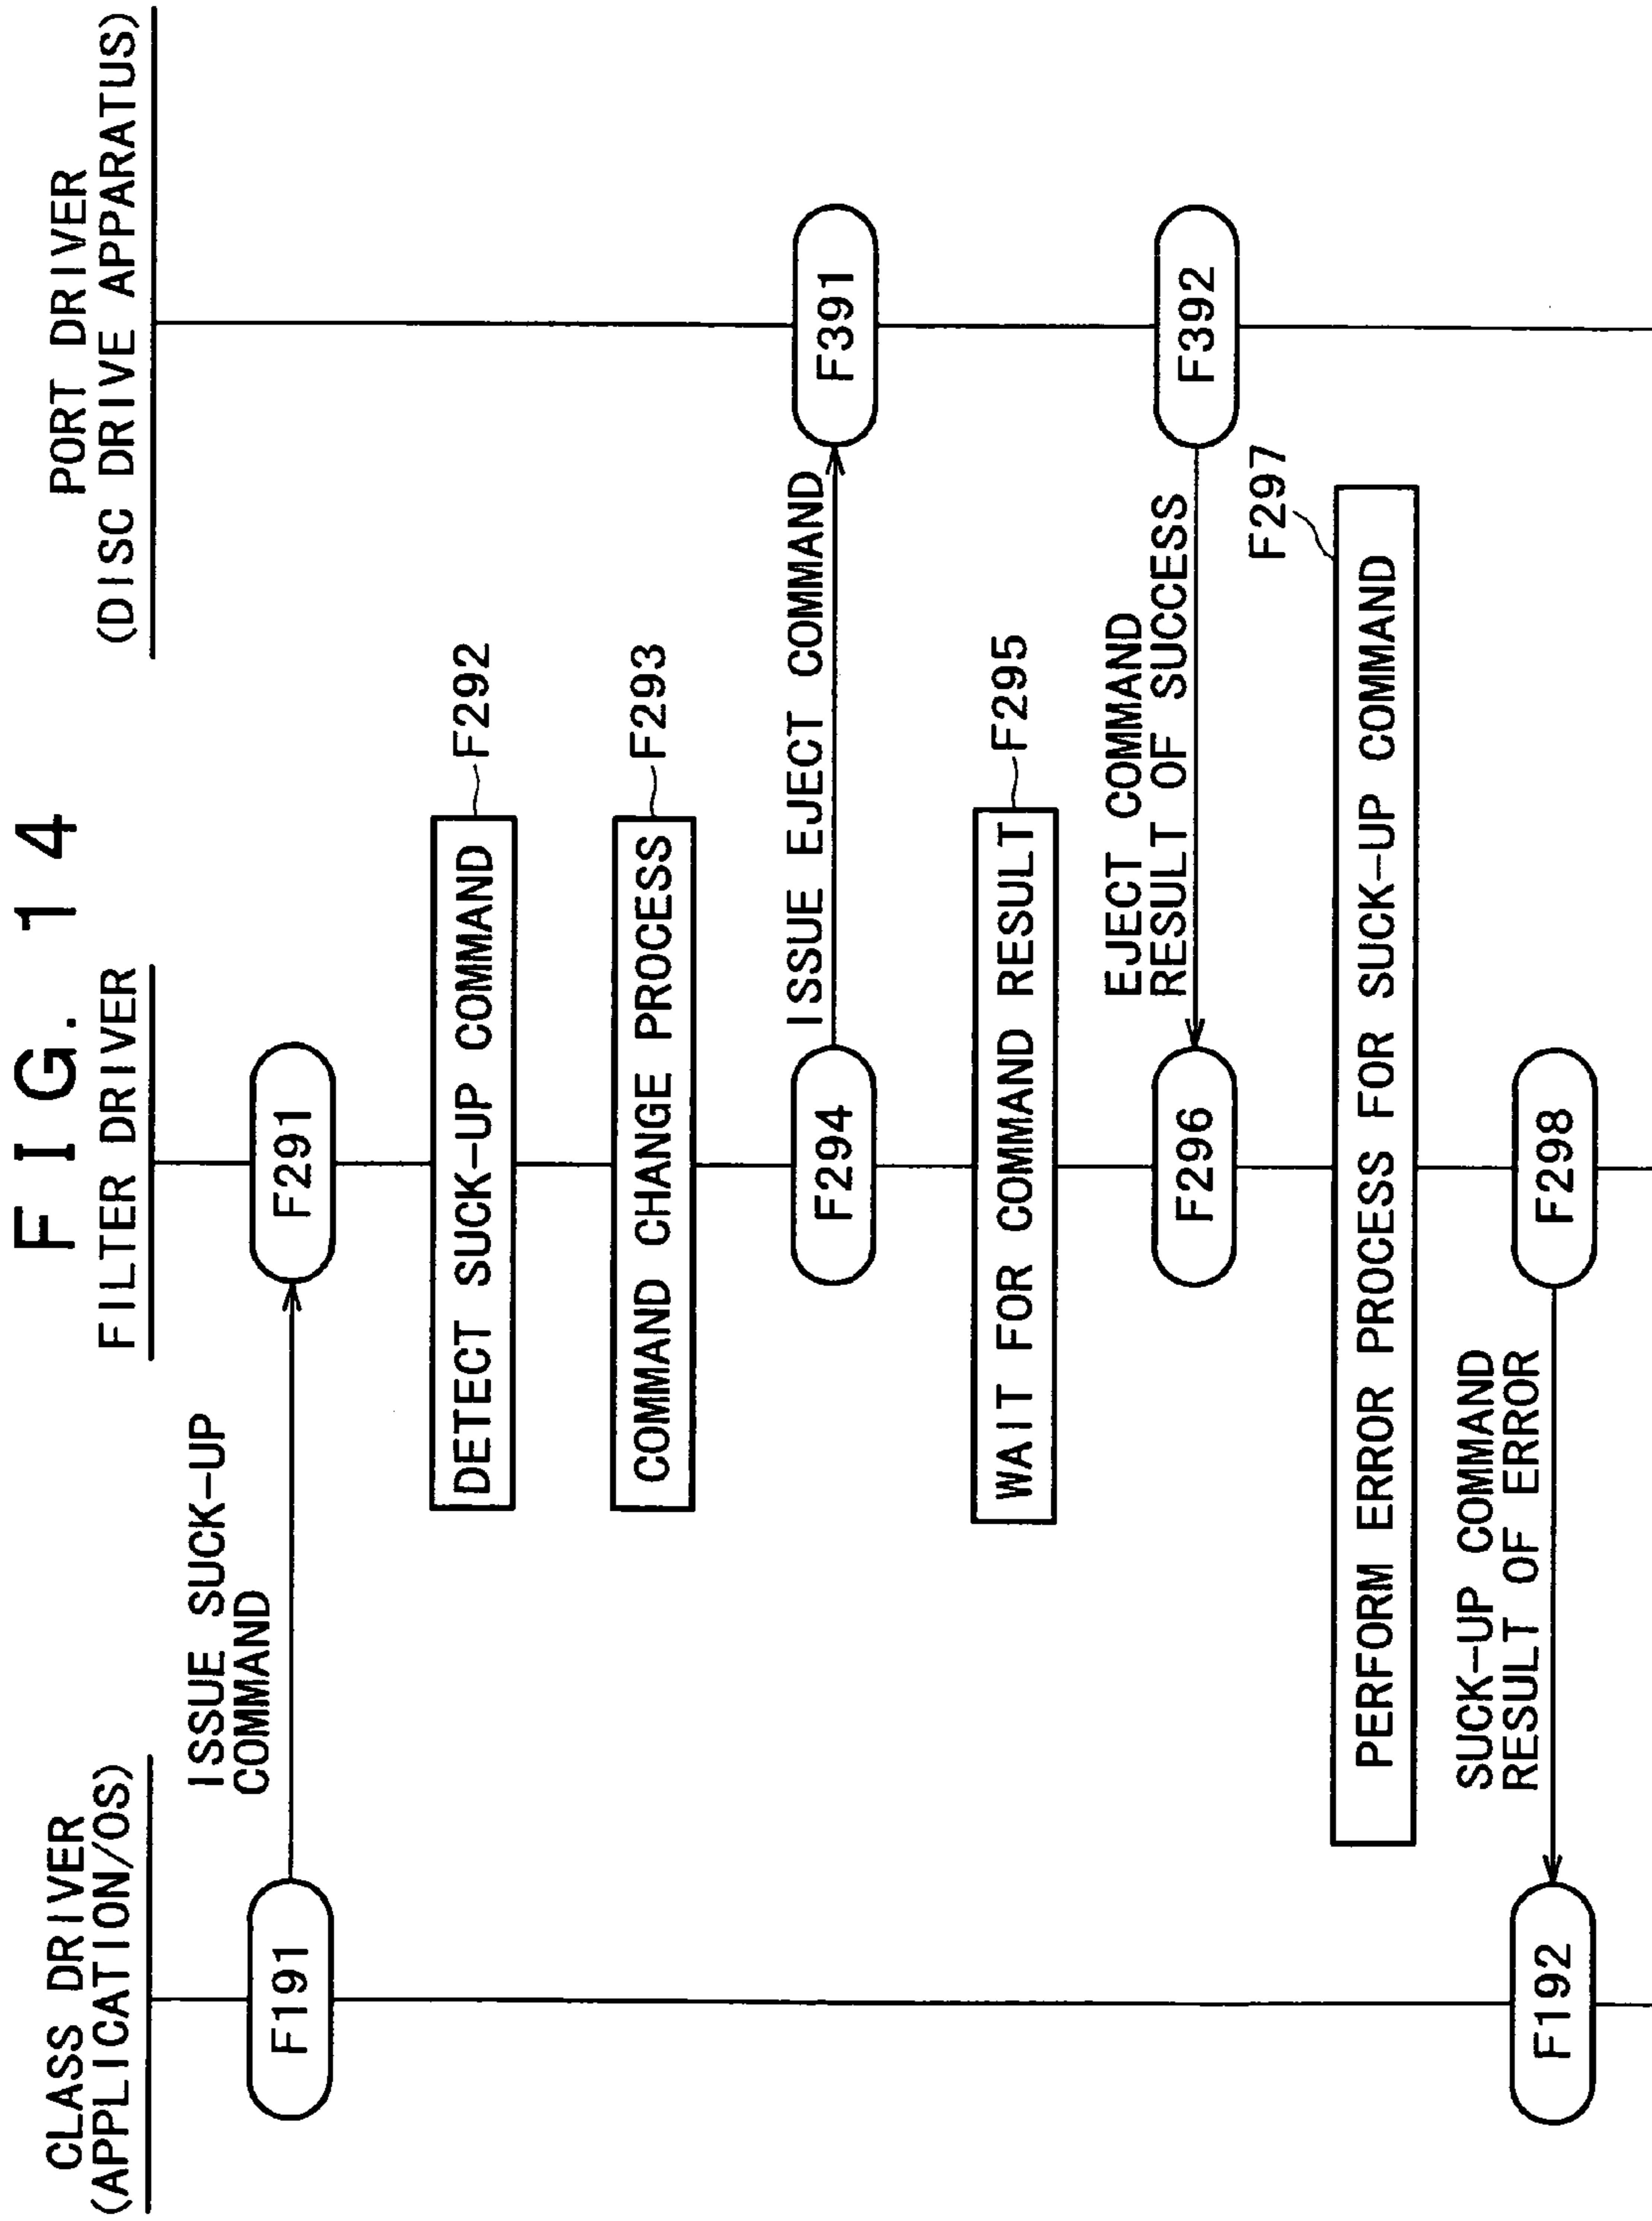 FIG. 14
CLASS DRIVER
(APPLICATION/OS)
FILTER DRIVER
PORT DRIVER
(DISC DRIVE APPARATUS)
ISSUE SUCK-UP
COMMAND
F191
F291
DETECT SUCK-UP COMMAND
F292
COMMAND CHANGE PROCESS
F293
ISSUE EJECT COMMAND
F294
F391
WAIT FOR COMMAND RESULT
F295
EJECT COMMAND
RESULT OF SUCCESS
F296
F392
F297
PERFORM ERROR PROCESS FOR SUCK-UP COMMAND
SUCK-UP COMMAND
RESULT OF ERROR
F192
F298